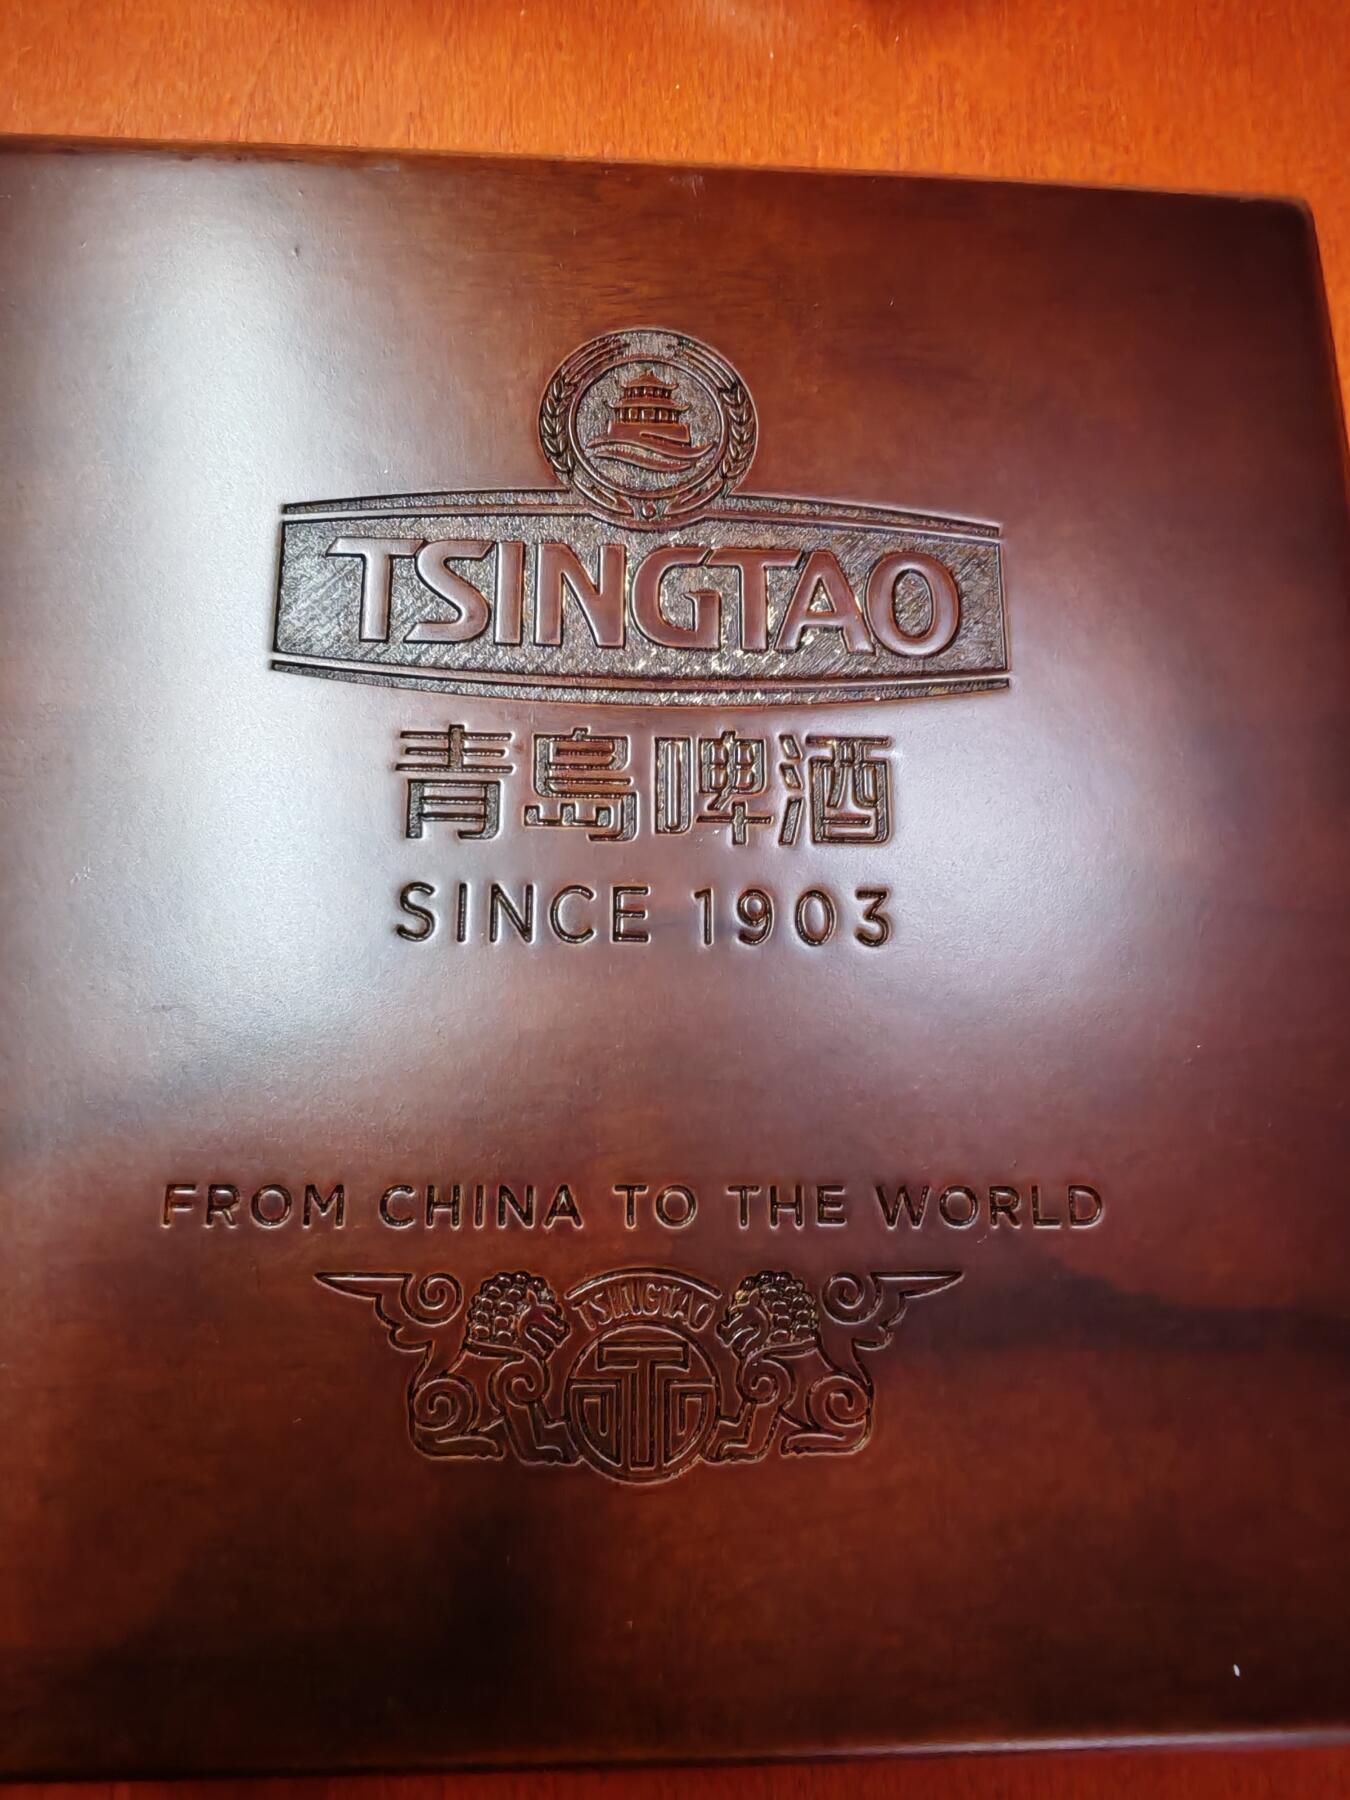 TSINGTAO
青島啤酒
SINCE 1903
FROM CHINA TO THE WORLD
TSINGTAO